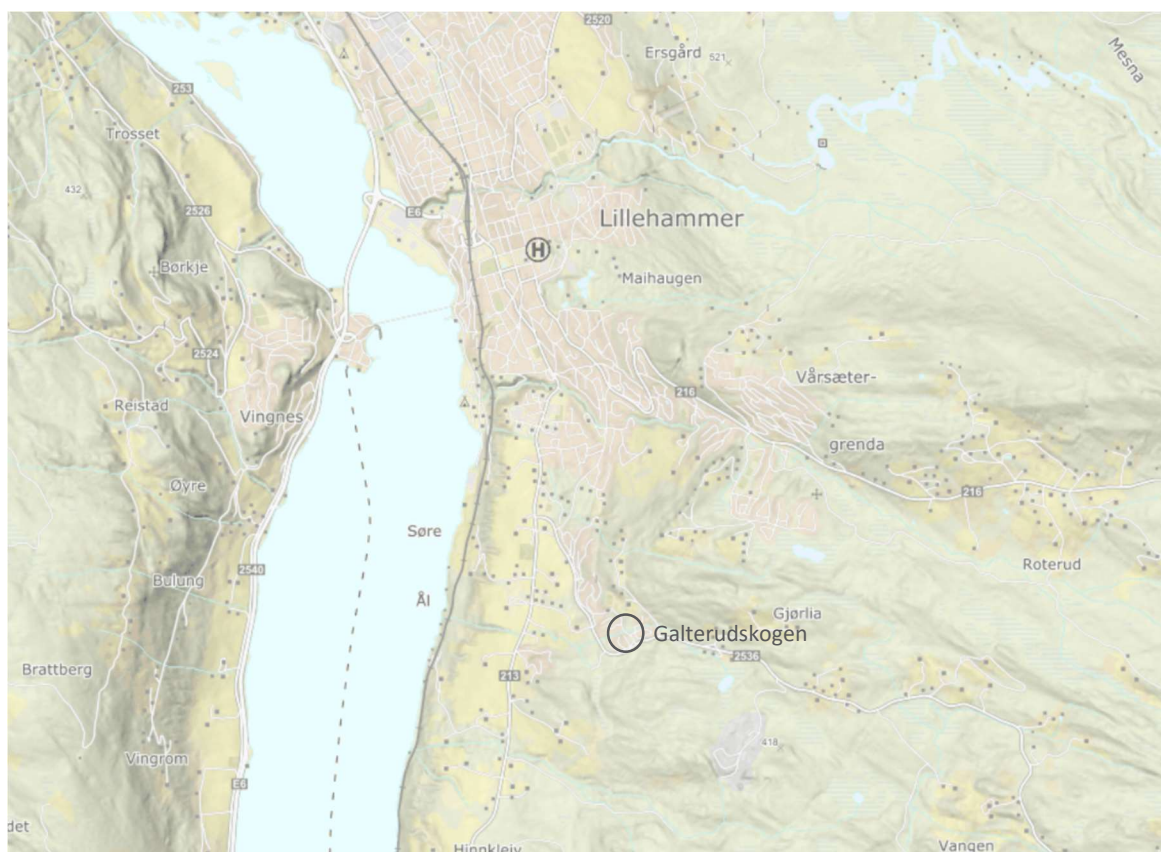 2520
Ersgård
521
Mesna
253
Trosset
432
2526
E6
Lillehammer
H
Børkje
Maihaugen
2524
Vårsæter-
216
Reistad
Vingnes
grenda
Øyre
216
Søre
2540
Roterud
Bulung
Ål
Gjørlia
Galterudskogen
2536
Brattberg
213
418
Vingrom
E6
det
Hinnkleiv
Vangen